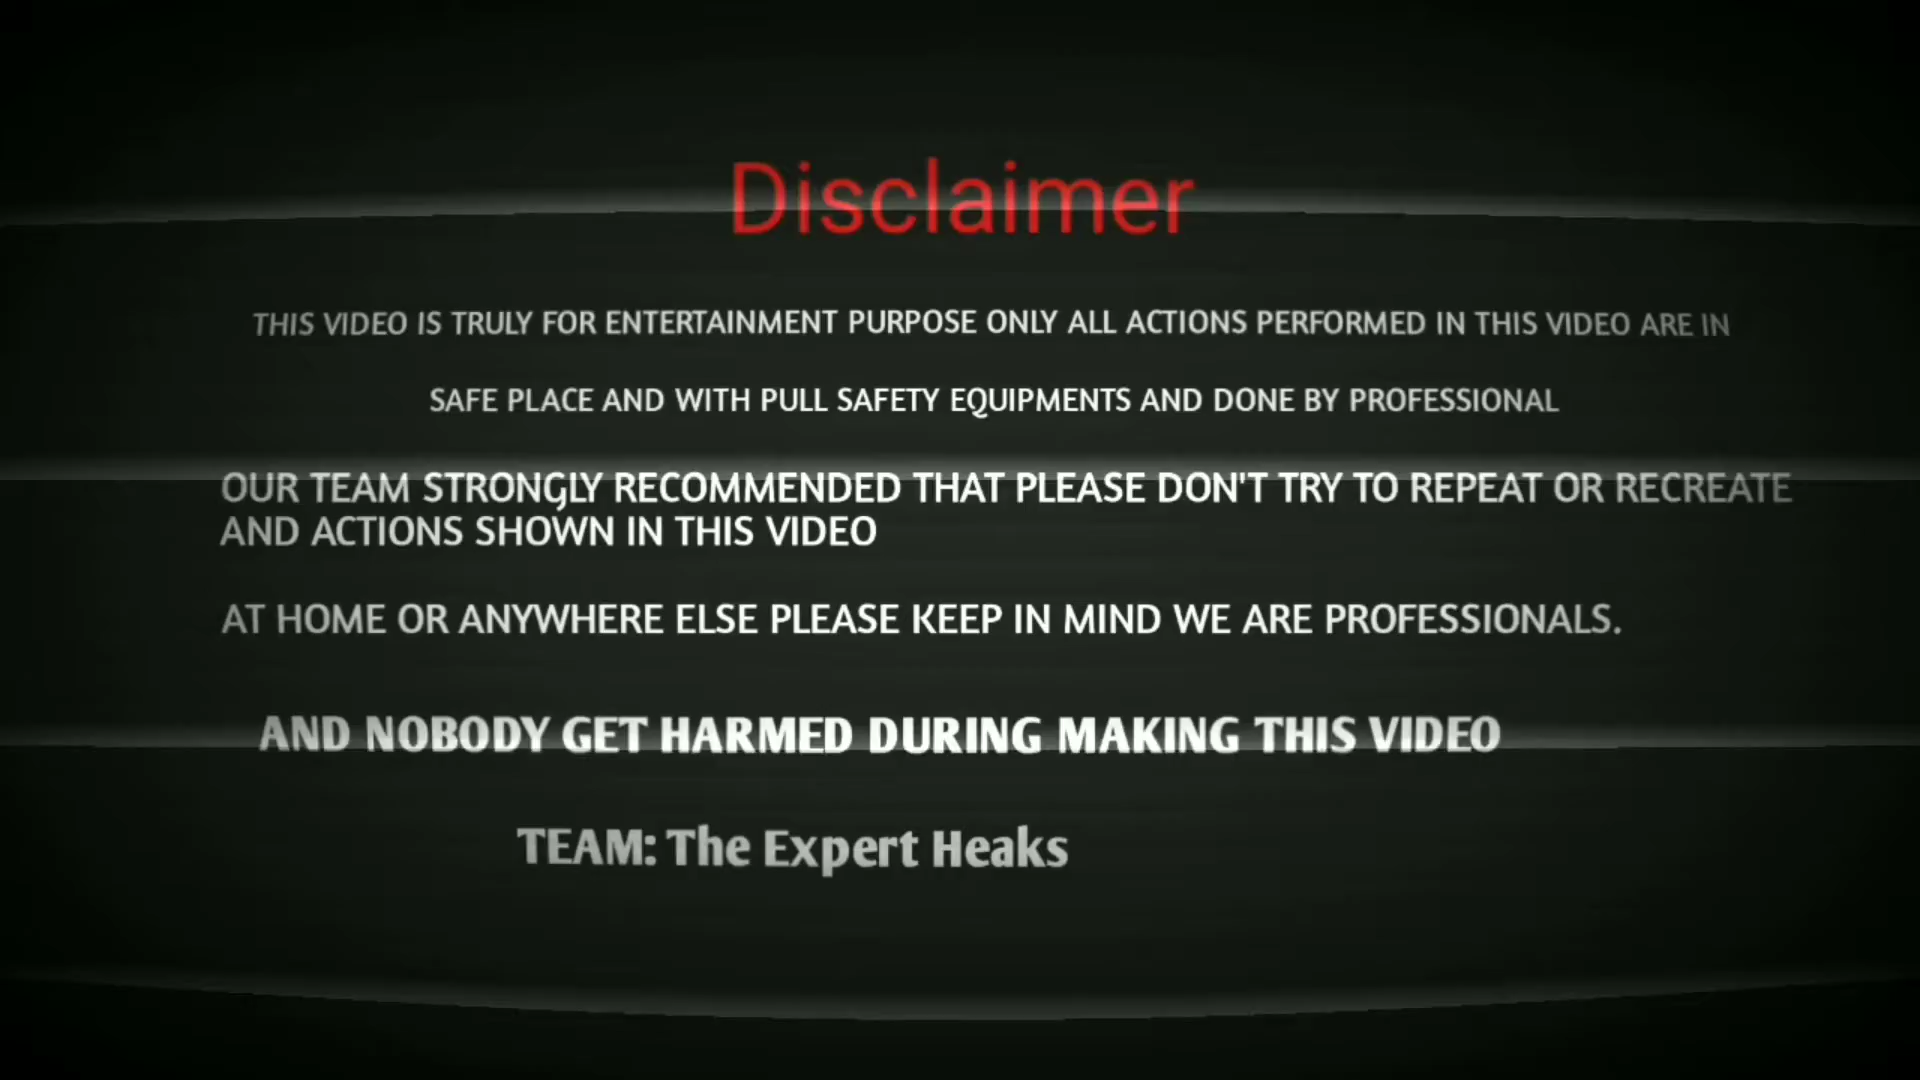 Disclaimer
THIS VIDEO IS TRULY FOR ENTERTAINMENT PURPOSE ONLY ALL ACTIONS PERFORMED IN THIS VIDEO ARE IN
SAFE PLACE AND WITH PULL SAFETY EQUIPMENTS AND DONE BY PROFESSIONAL
OUR TEAM STRONGLY RECOMMENDED THAT PLEASE DON'T TRY TO REPEAT OR RECREATE
AND ACTIONS SHOWN IN THIS VIDEO
AT HOME OR ANYWHERE ELSE PLEASE KEEP IN MIND WE ARE PROFESSIONALS.
AND NOBODY GET HARMED DURING MAKING THIS VIDEO
TEAM: The Expert Heaks